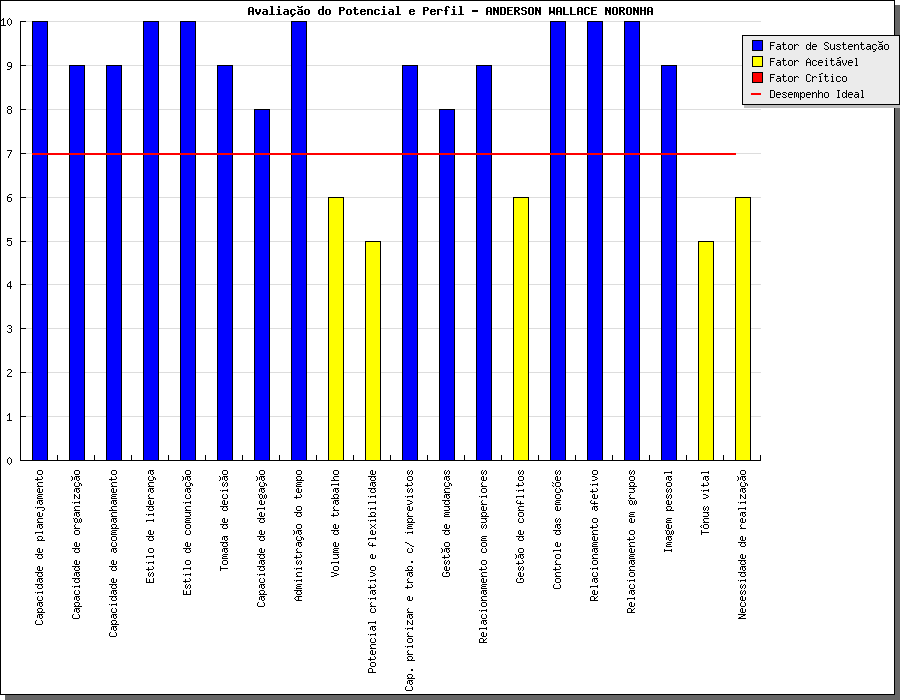 Avaliação do Potencial e Perfil - ANDERSON WALLACE NORONHA
Fator de Sustentação
Fator Aceitável
Fator Crítico
Desempenho Ideal
10
9
8
7
6
5
4
3
2
1
0
Capacidade de planejamento
Capacidade de organização
Capacidade de acompanhamento
Estilo de liderança
Estilo de comunicação
Tomada de decisão
Capacidade de delegação
Administração do tempo
Volume de trabalho
Potencial criativo e flexibilidade
Cap. priorizar e trab. c/ imprevistos
Gestão de mudanças
Relacionamento com superiores
Gestão de conflitos
Controle das emoções
Relacionamento afetivo
Relacionamento em grupos
Imagem pessoal
Tônus vital
Necessidade de realização